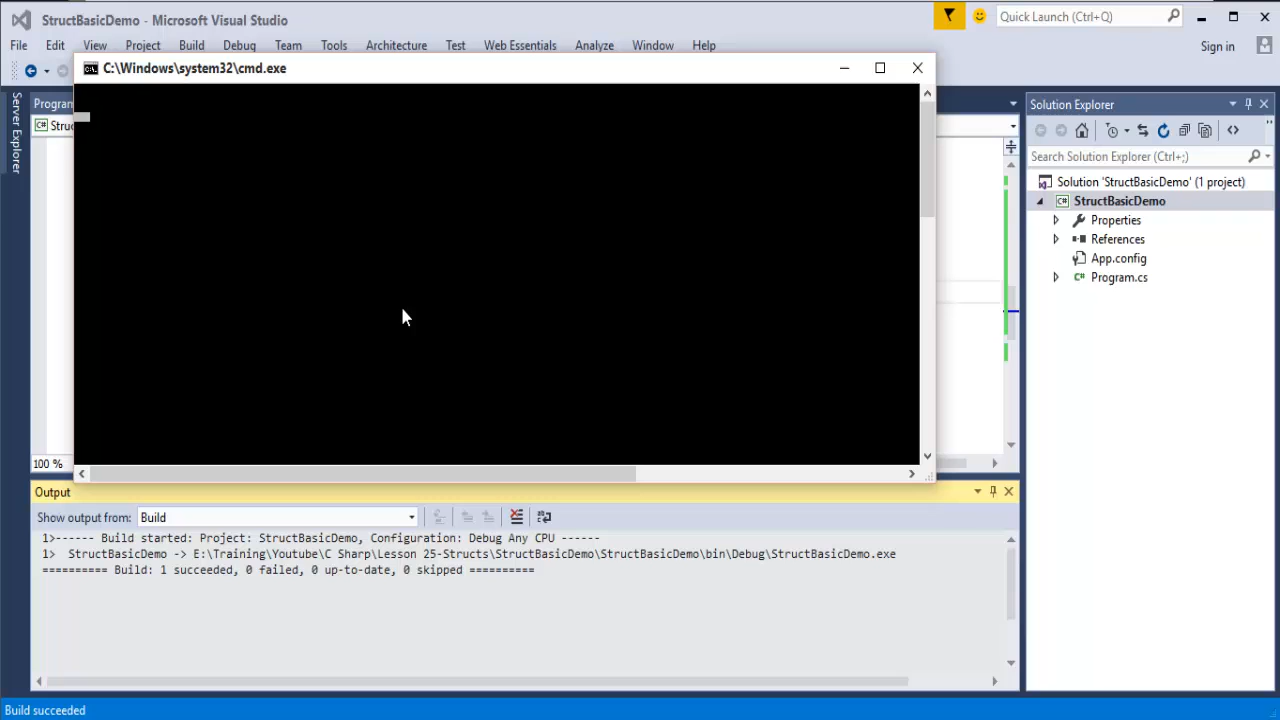 StructBasicDemo - Microsoft Visual Studio
Quick Launch (Ctrl+Q)
File Edit View Project Build Debug Team Tools Architecture Test Web Essentials Analyze Window Help
Sign in
C:\Windows\system32\cmd.exe
C:\.
Server Explorer
Program
C# Struc
Solution Explorer
Search Solution Explorer (Ctrl+;)
Solution 'StructBasicDemo' (1 project)
C# StructBasicDemo
Properties
References
App.config
C# Program.cs
100 %
Output
Show output from: Build
1>------ Build started: Project: StructBasicDemo, Configuration: Debug Any CPU ------
1>  StructBasicDemo -> E:\Training\Youtube\C Sharp\Lesson 25-Structs\StructBasicDemo\StructBasicDemo\bin\Debug\StructBasicDemo.exe
========== Build: 1 succeeded, 0 failed, 0 up-to-date, 0 skipped ==========
Build succeeded